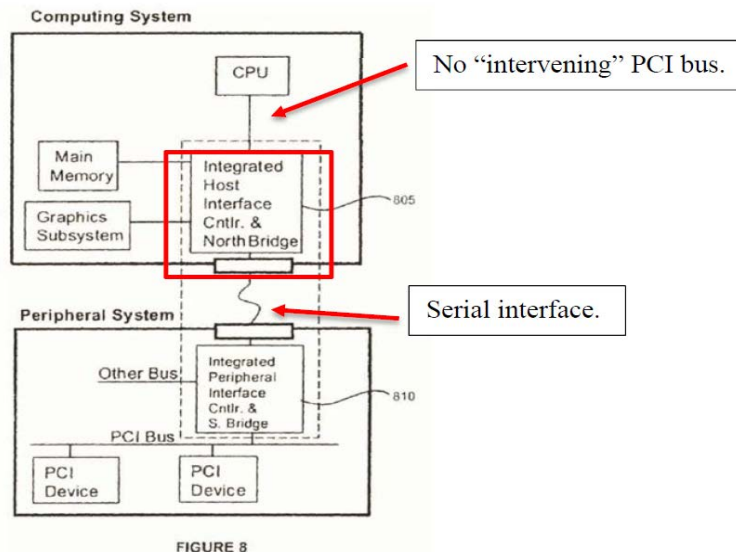 Computing System
CPU
No “intervening” PCI bus.
Main
Memory
Graphics
Subsystem
Integrated
Host
Interface
Cntlr. &
North Bridge
805
Peripheral System
Serial interface.
Other Bus
Integrated
Peripheral
Interface
Cntlr. &
S. Bridge
810
PCI Bus
PCI
Device
PCI
Device
FIGURE 8